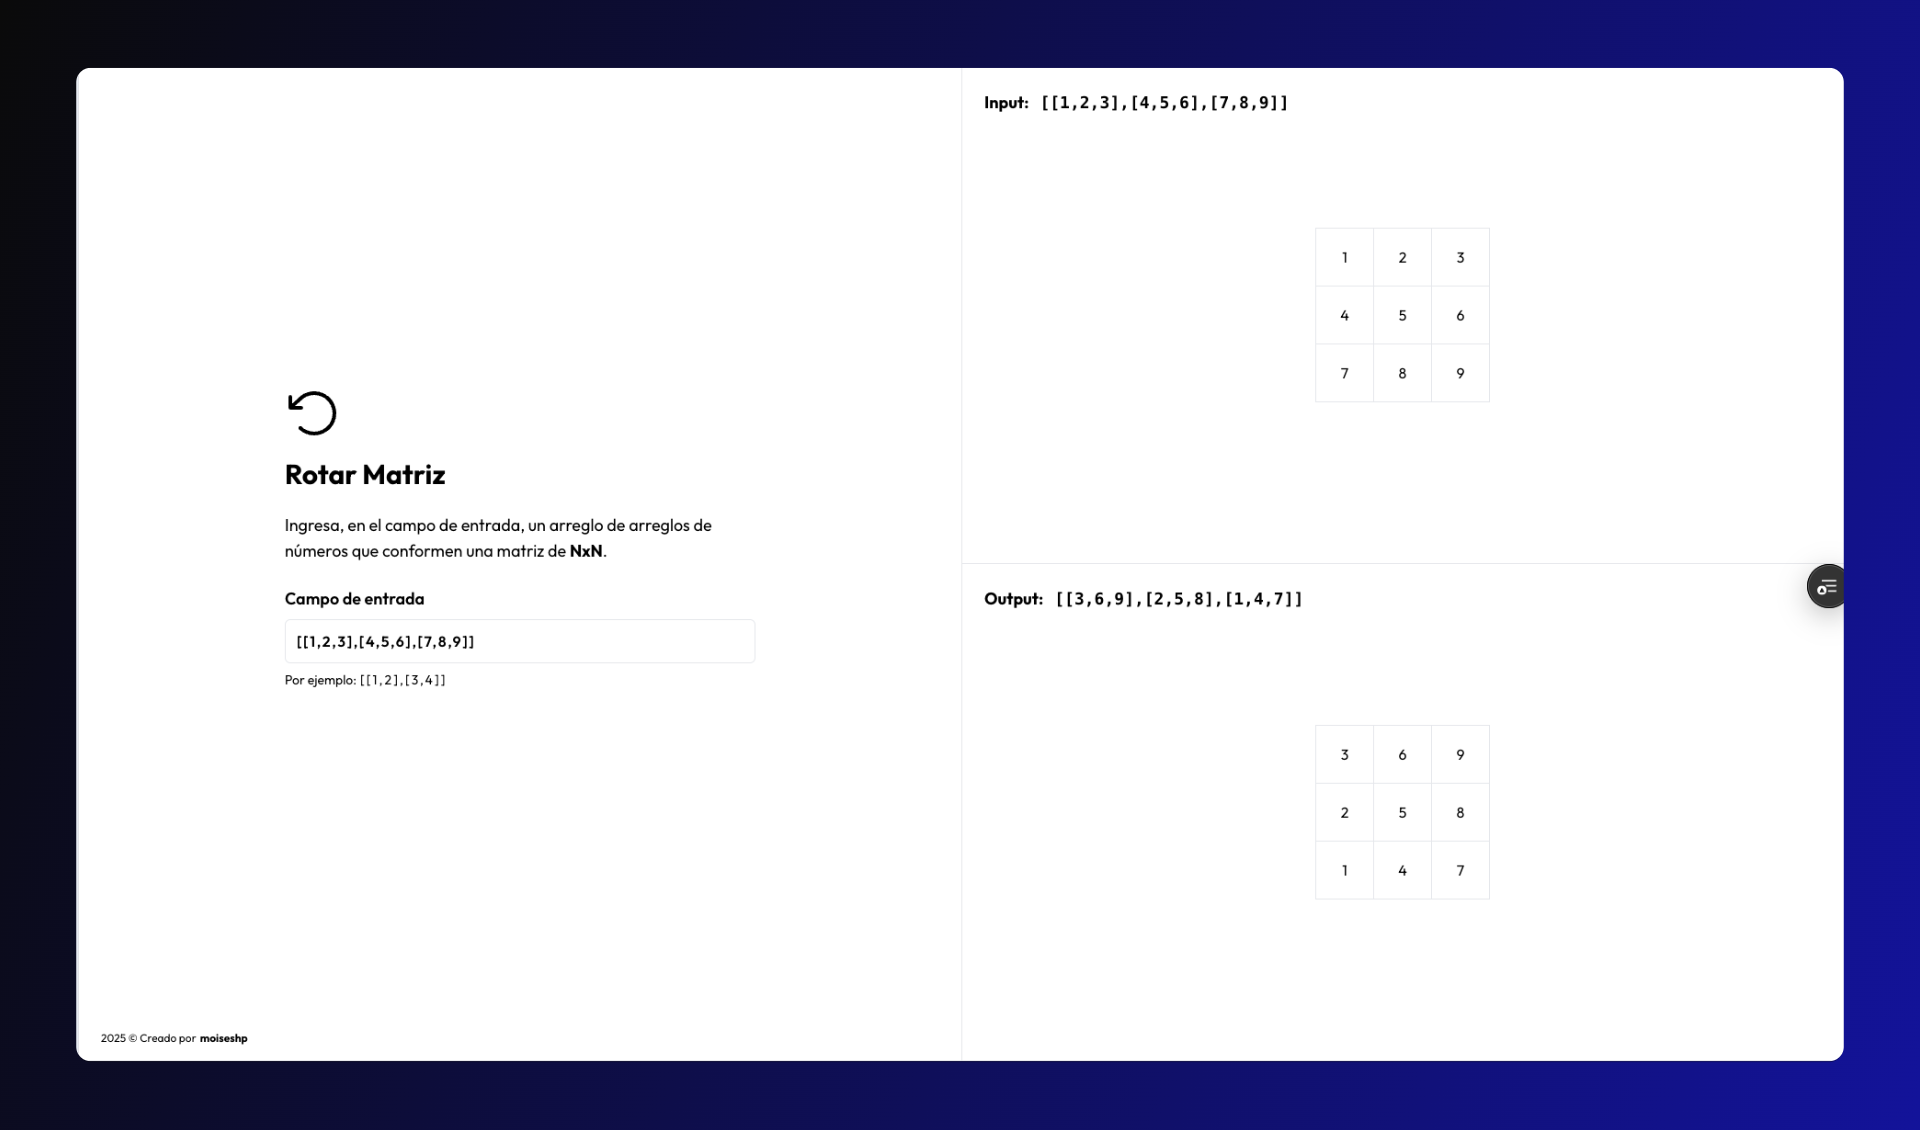 Rotar Matriz
Ingresa, en el campo de entrada, un arreglo de arreglos de
números que conformen una matriz de NxN.
Campo de entrada
[[1,2,3],[4,5,6],[7,8,9]]
Por ejemplo: [[1,2],[3,4]]
2025 © Creado por moiseshp
Input: [[1,2,3],[4,5,6],[7,8,9]]
1 2 3
4 5 6
7 8 9
Output: [[3,6,9],[2,5,8],[1,4,7]]
3 6 9
2 5 8
1 4 7